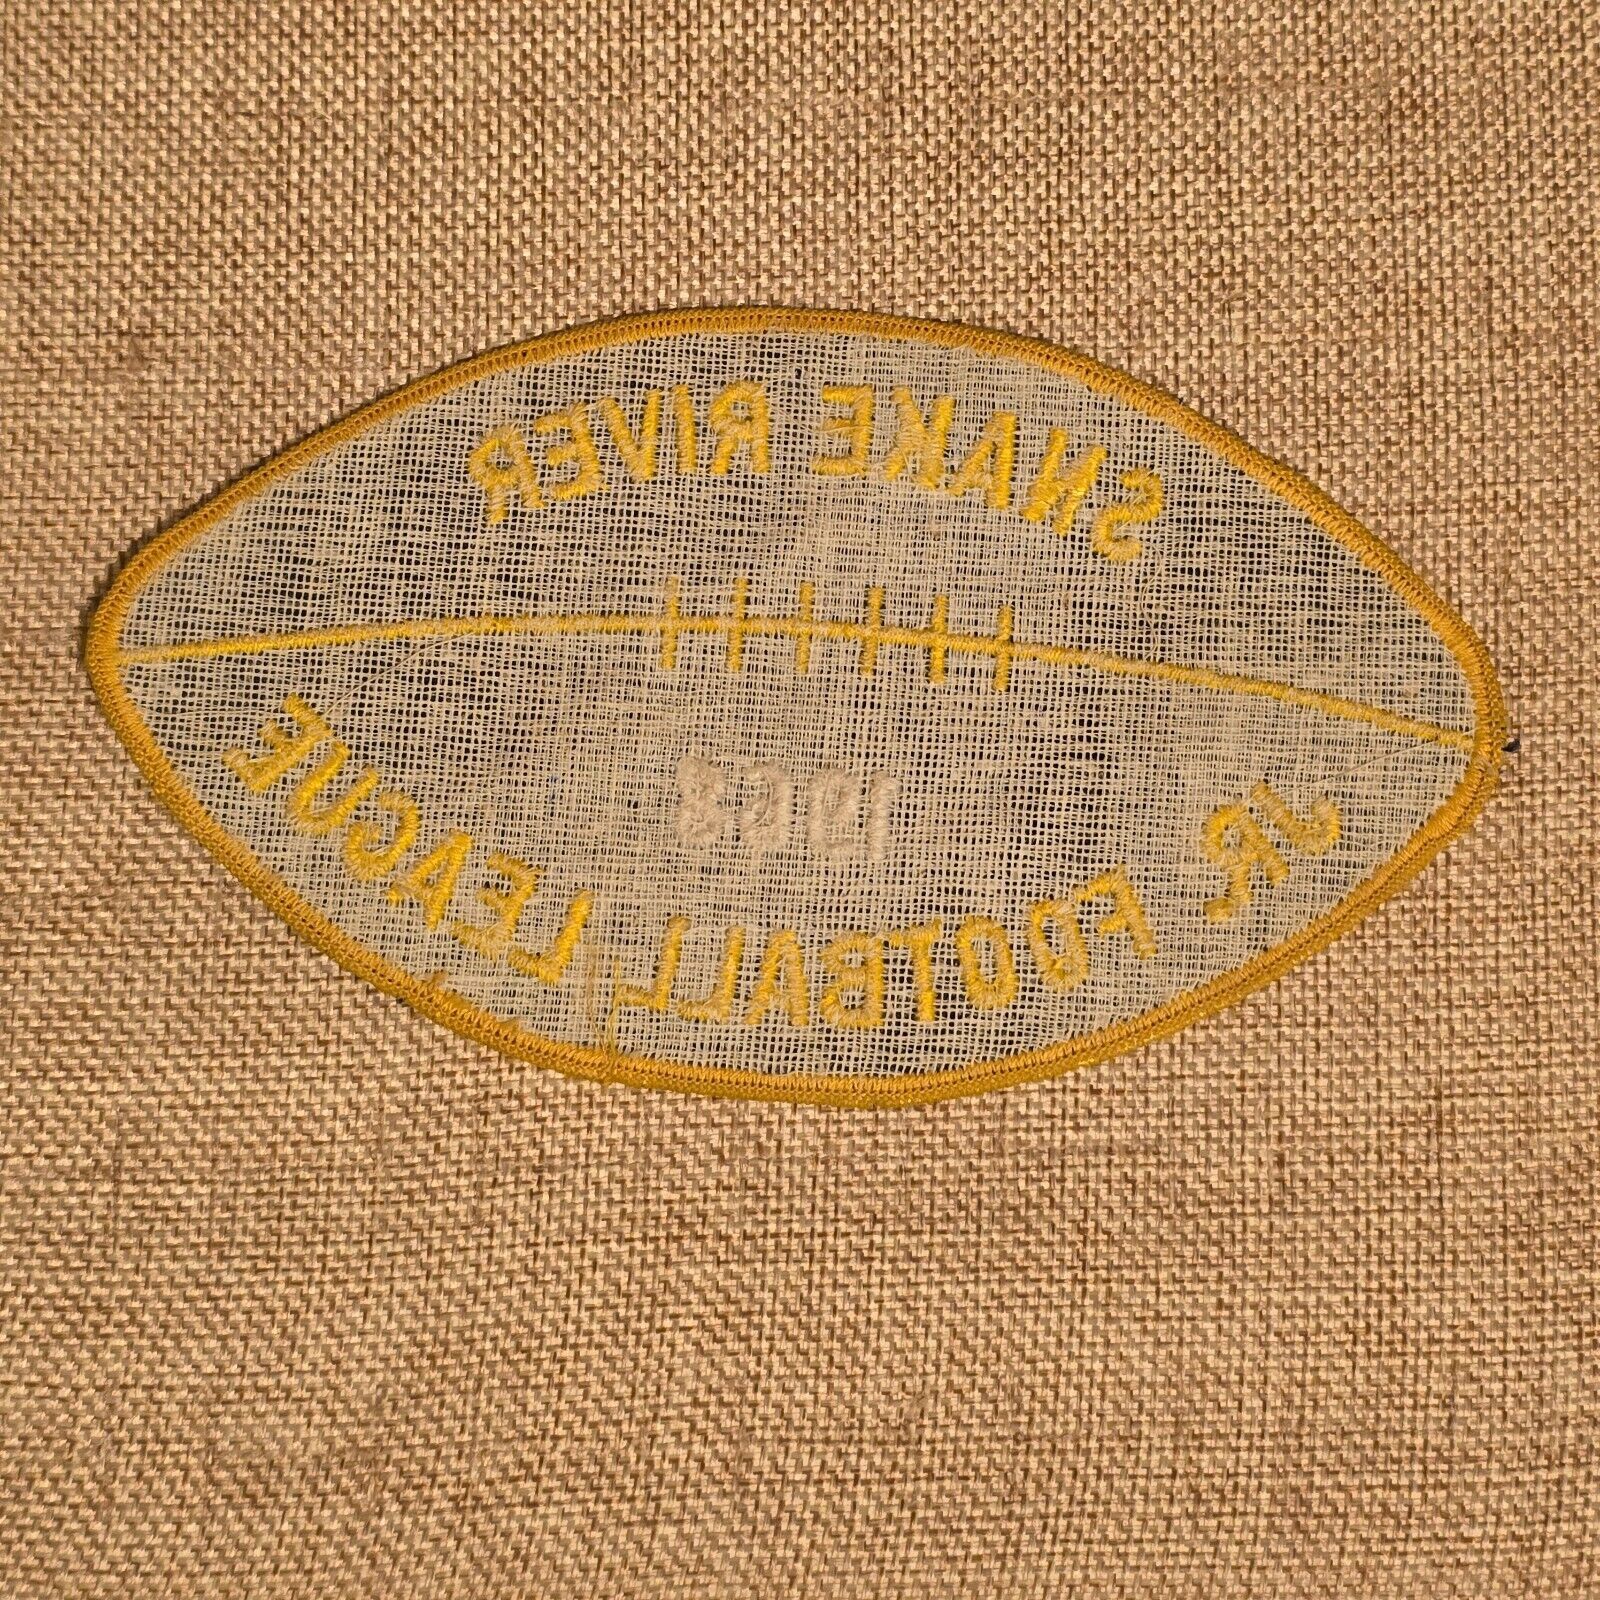 SNAKE RIVER
1968
JR. FOOTBALL LEAGUE